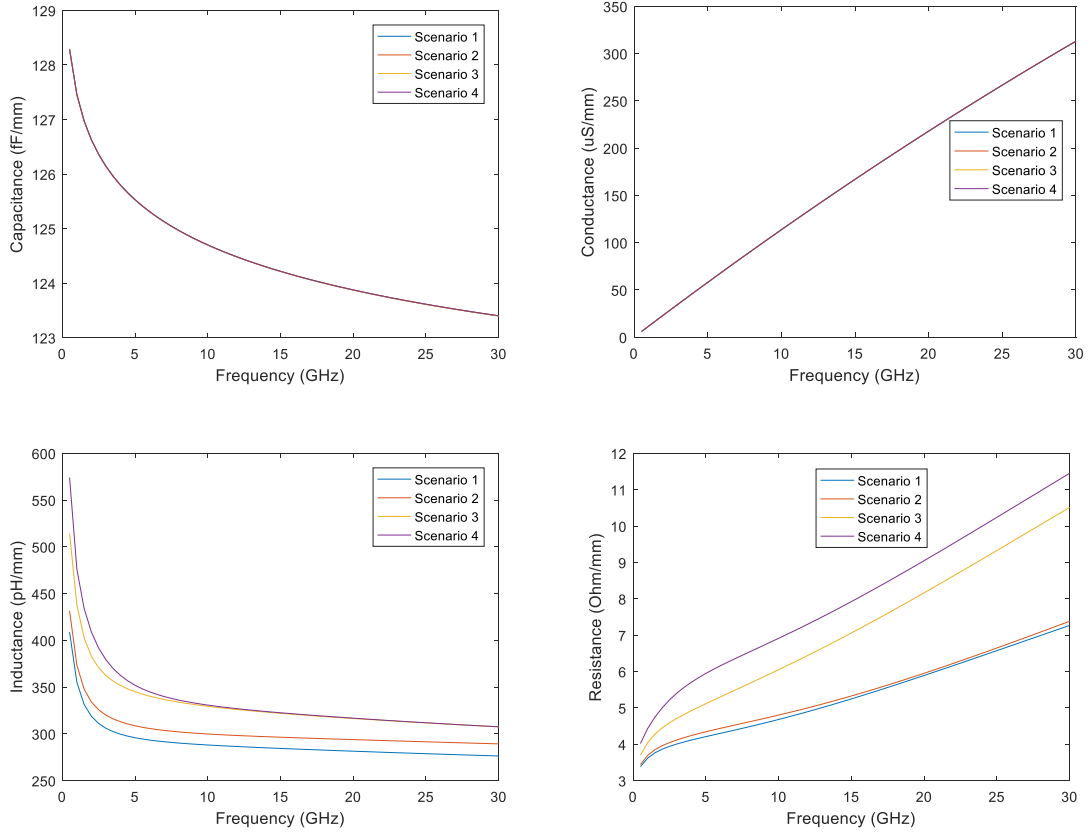 129
128
127
126
125
124
123
Capacitance (fF/mm)
0 5 10 15 20 25 30
Frequency (GHz)
Scenario 1
Scenario 2
Scenario 3
Scenario 4
350
300
250
200
150
100
50
0
Conductance (uS/mm)
0 5 10 15 20 25 30
Frequency (GHz)
Scenario 1
Scenario 2
Scenario 3
Scenario 4
600
550
500
450
400
350
300
250
Inductance (pH/mm)
0 5 10 15 20 25 30
Frequency (GHz)
Scenario 1
Scenario 2
Scenario 3
Scenario 4
12
11
10
9
8
7
6
5
4
3
Resistance (Ohm/mm)
0 5 10 15 20 25 30
Frequency (GHz)
Scenario 1
Scenario 2
Scenario 3
Scenario 4